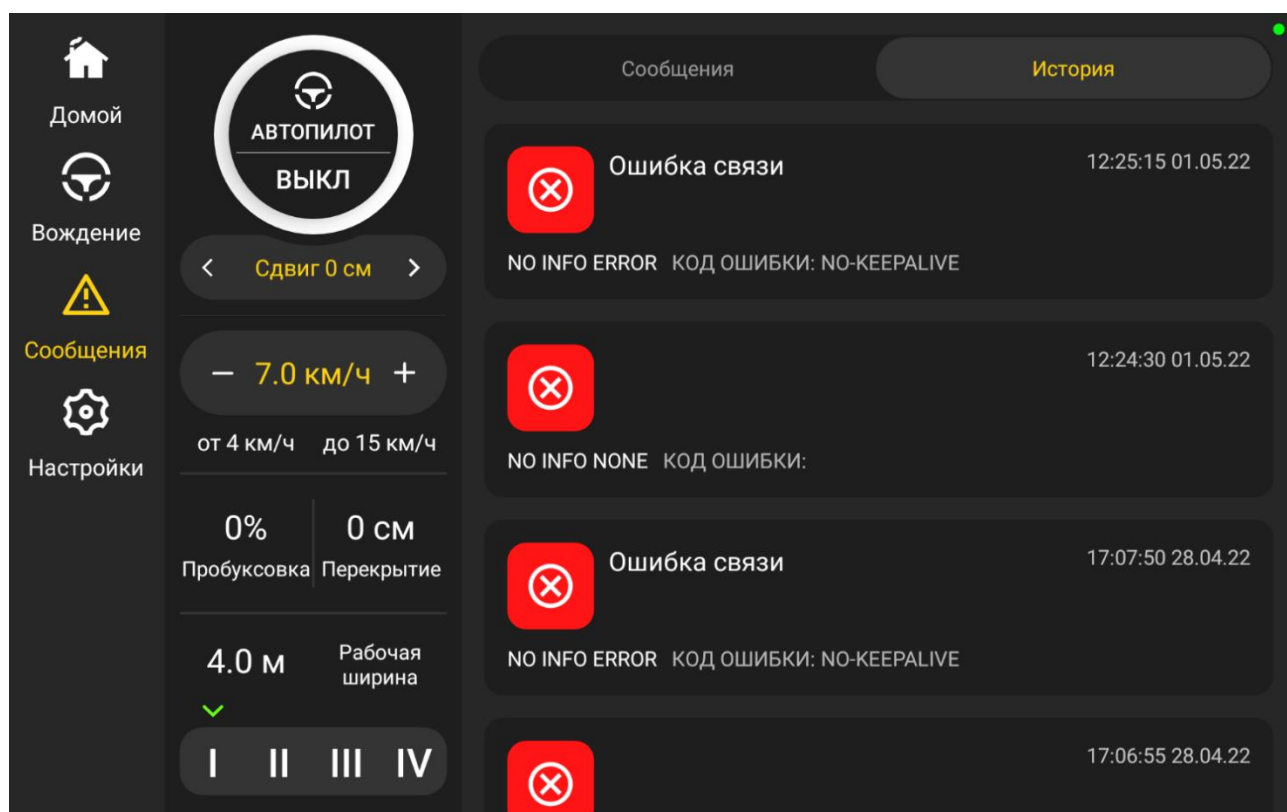 Домой
Вождение
Сообщения
Настройки
АВТОПИЛОТ
ВЫКЛ
Сдвиг 0 см
7.0 км/ч
от 4 км/ч до 15 км/ч
0% 0 см
Пробуксовка Перекрытие
4.0 м Рабочая
ширина
I II III IV
Сообщения История
Ошибка связи 12:25:15 01.05.22
NO INFO ERROR КОД ОШИБКИ: NO-KEEPALIVE
12:24:30 01.05.22
NO INFO NONE КОД ОШИБКИ:
Ошибка связи 17:07:50 28.04.22
NO INFO ERROR КОД ОШИБКИ: NO-KEEPALIVE
17:06:55 28.04.22